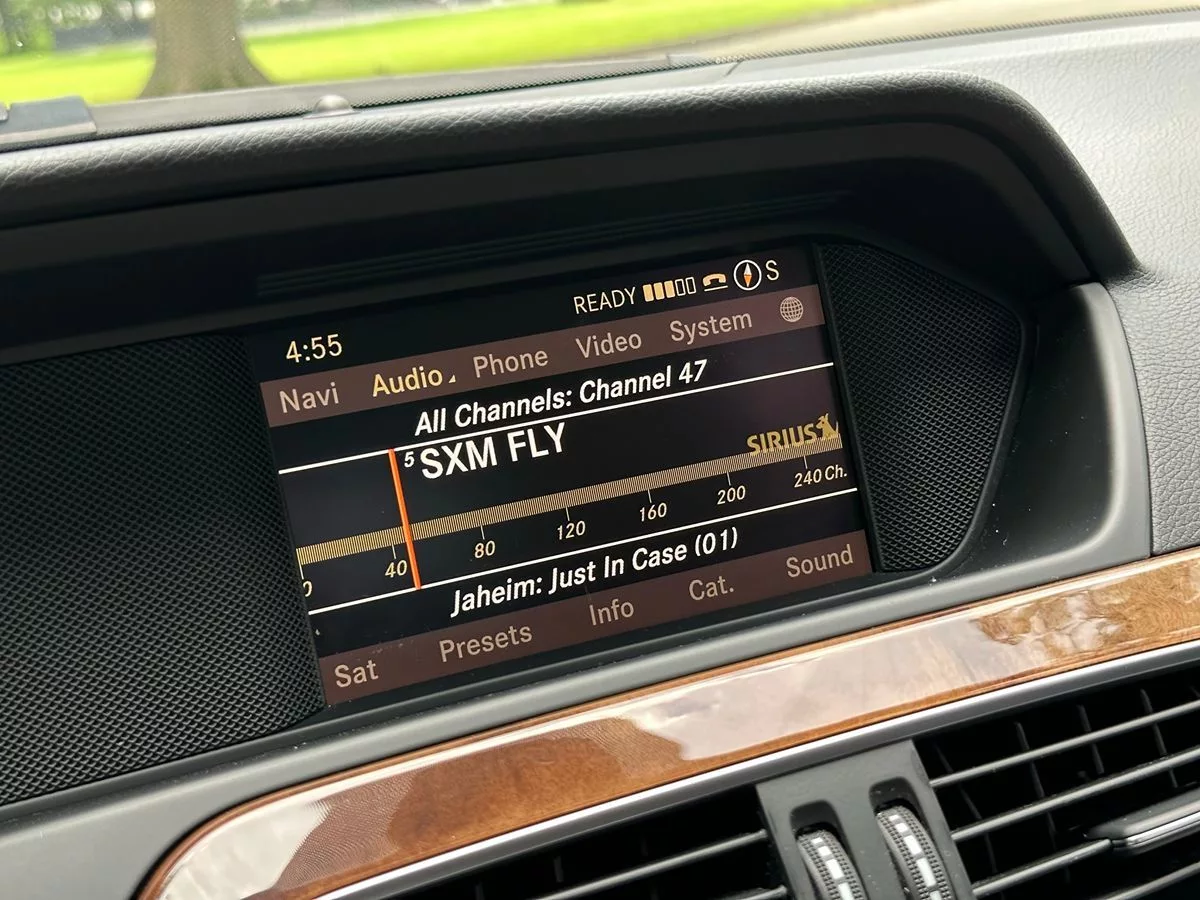 READY S
4:55
Navi Audio Phone Video System
All Channels: Channel 47
5 SXM FLY
SIRIUS
0 40 80 120 160 200 240 Ch.
Jaheim: Just In Case (01)
Sat Presets Info Cat. Sound